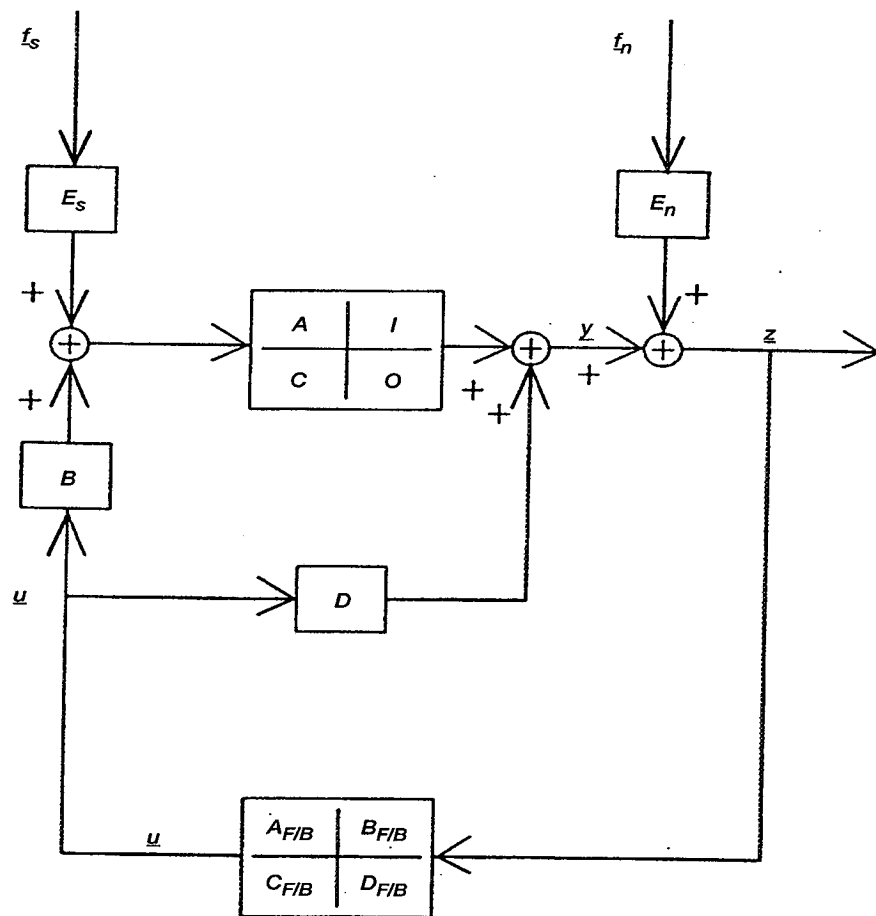 f_s
f_n
E_s
E_n
+
+
A I
+
y
+
z
+
C O
+
+
+
+
B
u
D
u
A_F/B B_F/B
C_F/B D_F/B